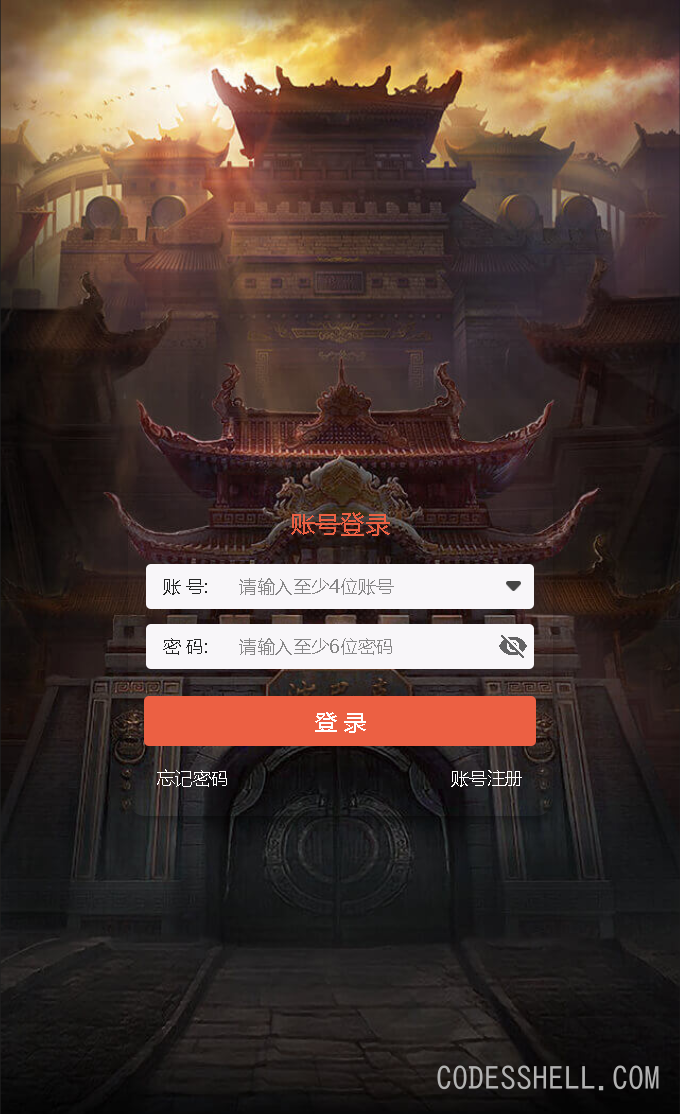 账号登录
账 号: 请输入至少4位账号
密 码: 请输入至少6位密码
登 录
忘记密码 账号注册
CODESSHELL.COM